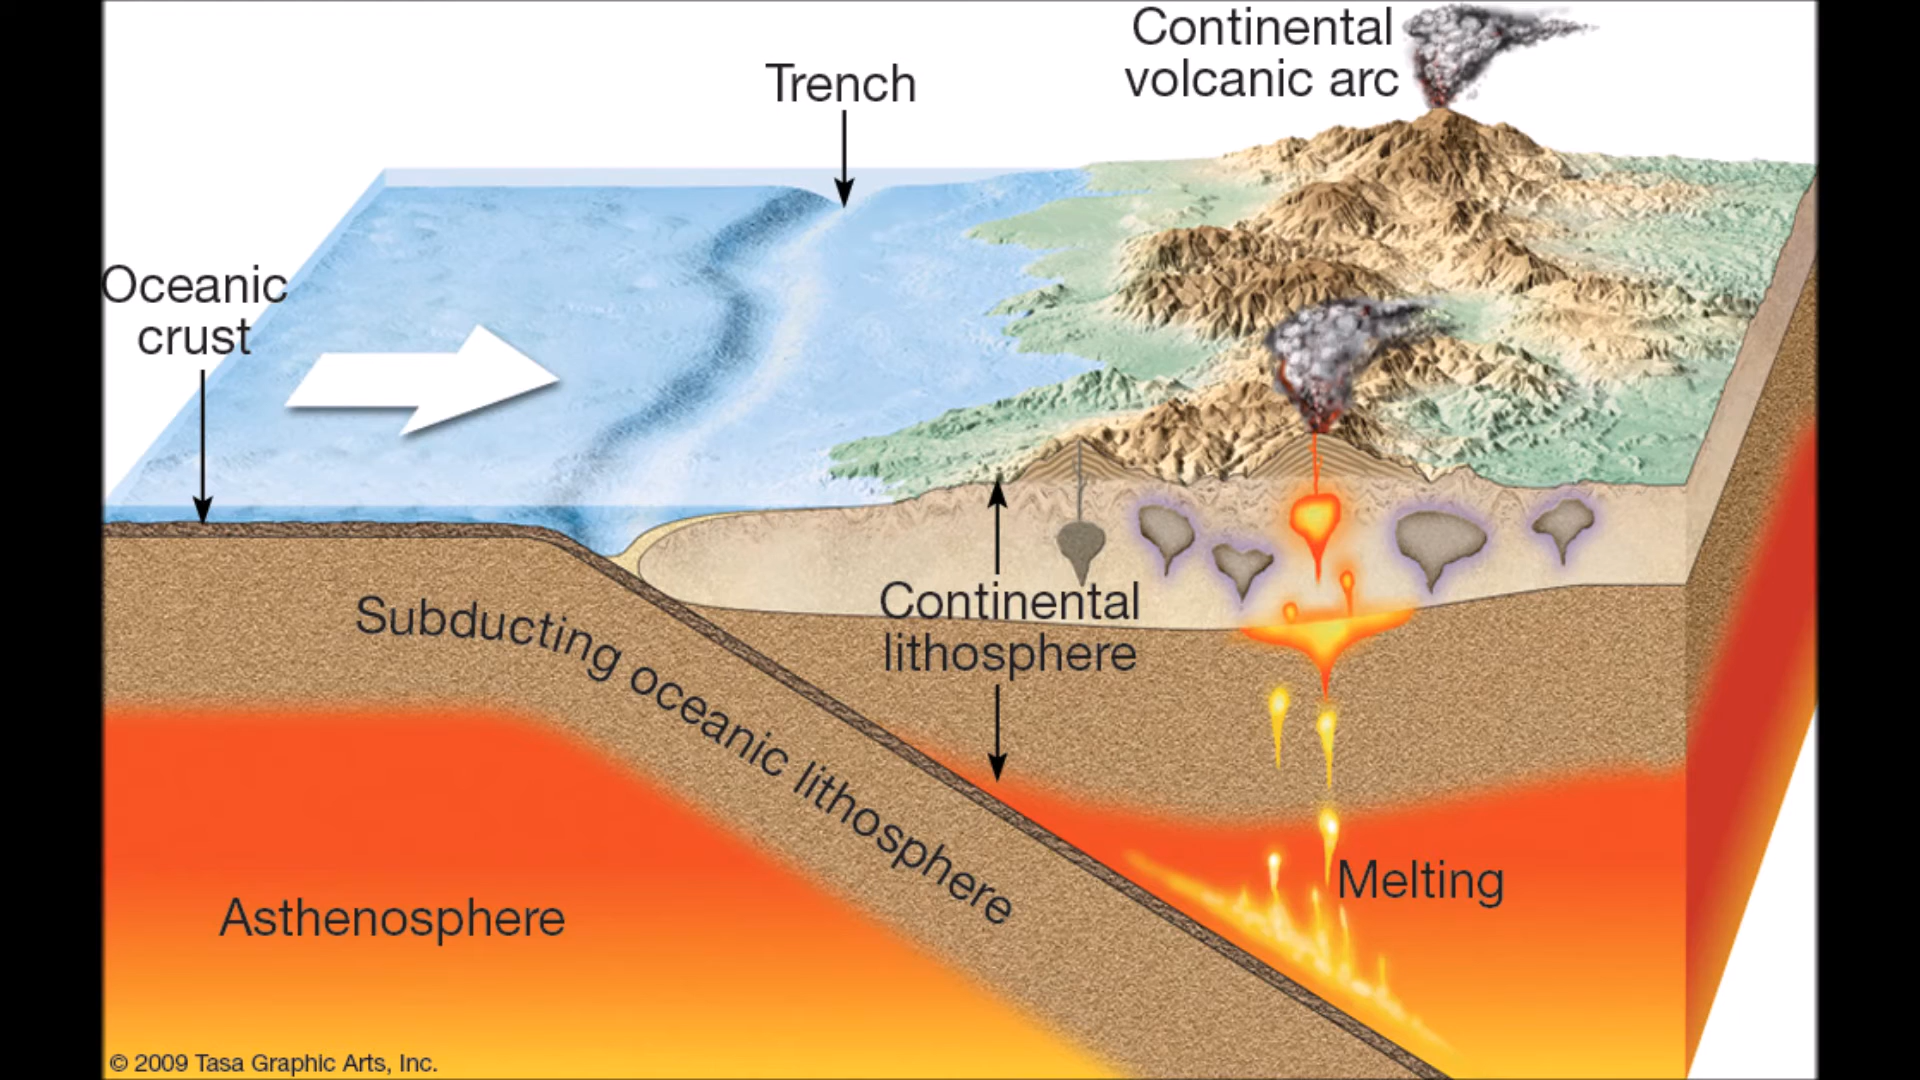 Continental
volcanic arc
Trench
Oceanic
crust
Continental
lithosphere
Subducting oceanic lithosphere
Melting
Asthenosphere
© 2009 Tasa Graphic Arts, Inc.